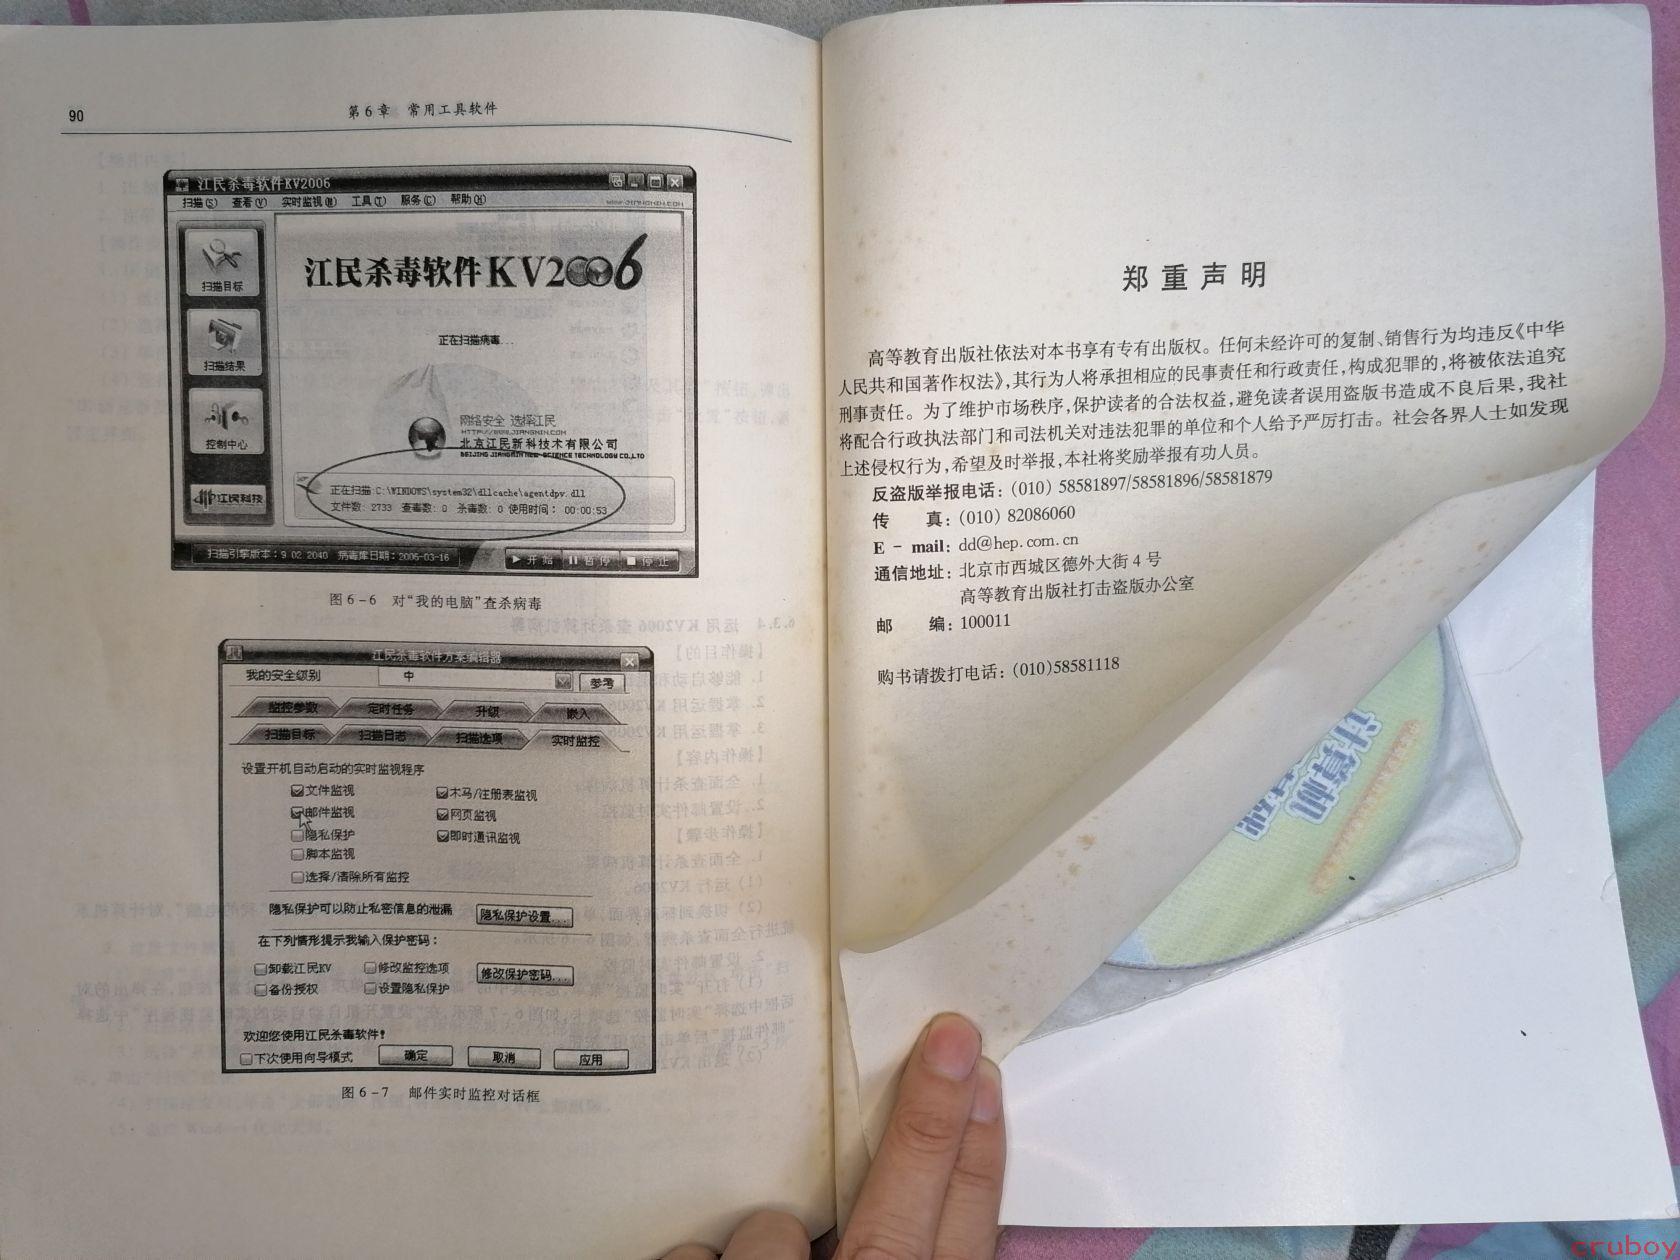 90
第6章 常用工具软件
江民杀毒软件KV2006
扫描(S) 查看(V) 实时监视(M) 工具(T) 服务(C) 帮助(H)
www.JIANGMIN.COM
江民杀毒软件KV2006
扫描目标
正在扫描病毒...
扫描结果
控制中心
网络安全 选择江民
北京江民新科技术有限公司
BEIJING JIANGMIN NEW SCIENCE TECHNOLOGY CO.,LTD
江民科技
正在扫描:C:\WINDOWS\system32\dllcache\agentdpv.dll
文件数: 2733 查毒数: 0 杀毒数: 0 使用时间: 00:00:53
扫描引擎版本:9.02.2040 病毒库日期:2006-03-16
开始 暂停 停止
图6-6 对“我的电脑”查杀病毒
江民杀毒软件方案编辑器
我的安全级别 中 参考
监控参数 定时任务 升级 嵌入
扫描目标 扫描日志 扫描选项 实时监控
设置开机自动启动的实时监视程序
文件监视 木马/注册表监视
邮件监视 网页监视
隐私保护 即时通讯监视
脚本监视
选择/清除所有监控
隐私保护可以防止私密信息的泄漏 隐私保护设置...
在下列情形提示我输入保护密码:
卸载江民KV 修改监控选项 修改保护密码...
备份授权 设置隐私保护
欢迎您使用江民杀毒软件!
下次使用向导模式 确定 取消 应用
图6-7 邮件实时监控对话框
郑重声明
高等教育出版社依法对本书享有专有出版权。任何未经许可的复制、销售行为均违反《中华
人民共和国著作权法》,其行为人将承担相应的民事责任和行政责任,构成犯罪的,将被依法追究
刑事责任。为了维护市场秩序,保护读者的合法权益,避免读者误用盗版书造成不良后果,我社
将配合行政执法部门和司法机关对违法犯罪的单位和个人给予严厉打击。社会各界人士如发现
上述侵权行为,希望及时举报,本社将奖励举报有功人员。
反盗版举报电话:(010) 58581897/58581896/58581879
传 真:(010) 82086060
E - mail: dd@hep.com.cn
通信地址:北京市西城区德外大街4号
高等教育出版社打击盗版办公室
邮 编:100011
购书请拨打电话:(010)58581118
计算机
cruboy